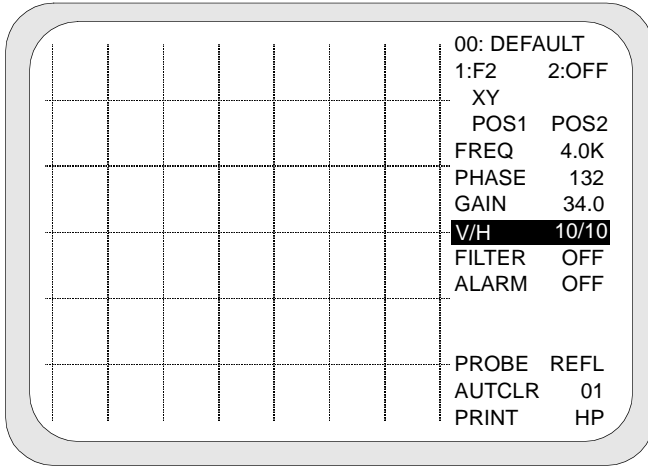 00: DEFAULT
1:F2 2:OFF
XY
POS1 POS2
FREQ 4.0K
PHASE 132
GAIN 34.0
V/H 10/10
FILTER OFF
ALARM OFF
PROBE REFL
AUTCLR 01
PRINT HP